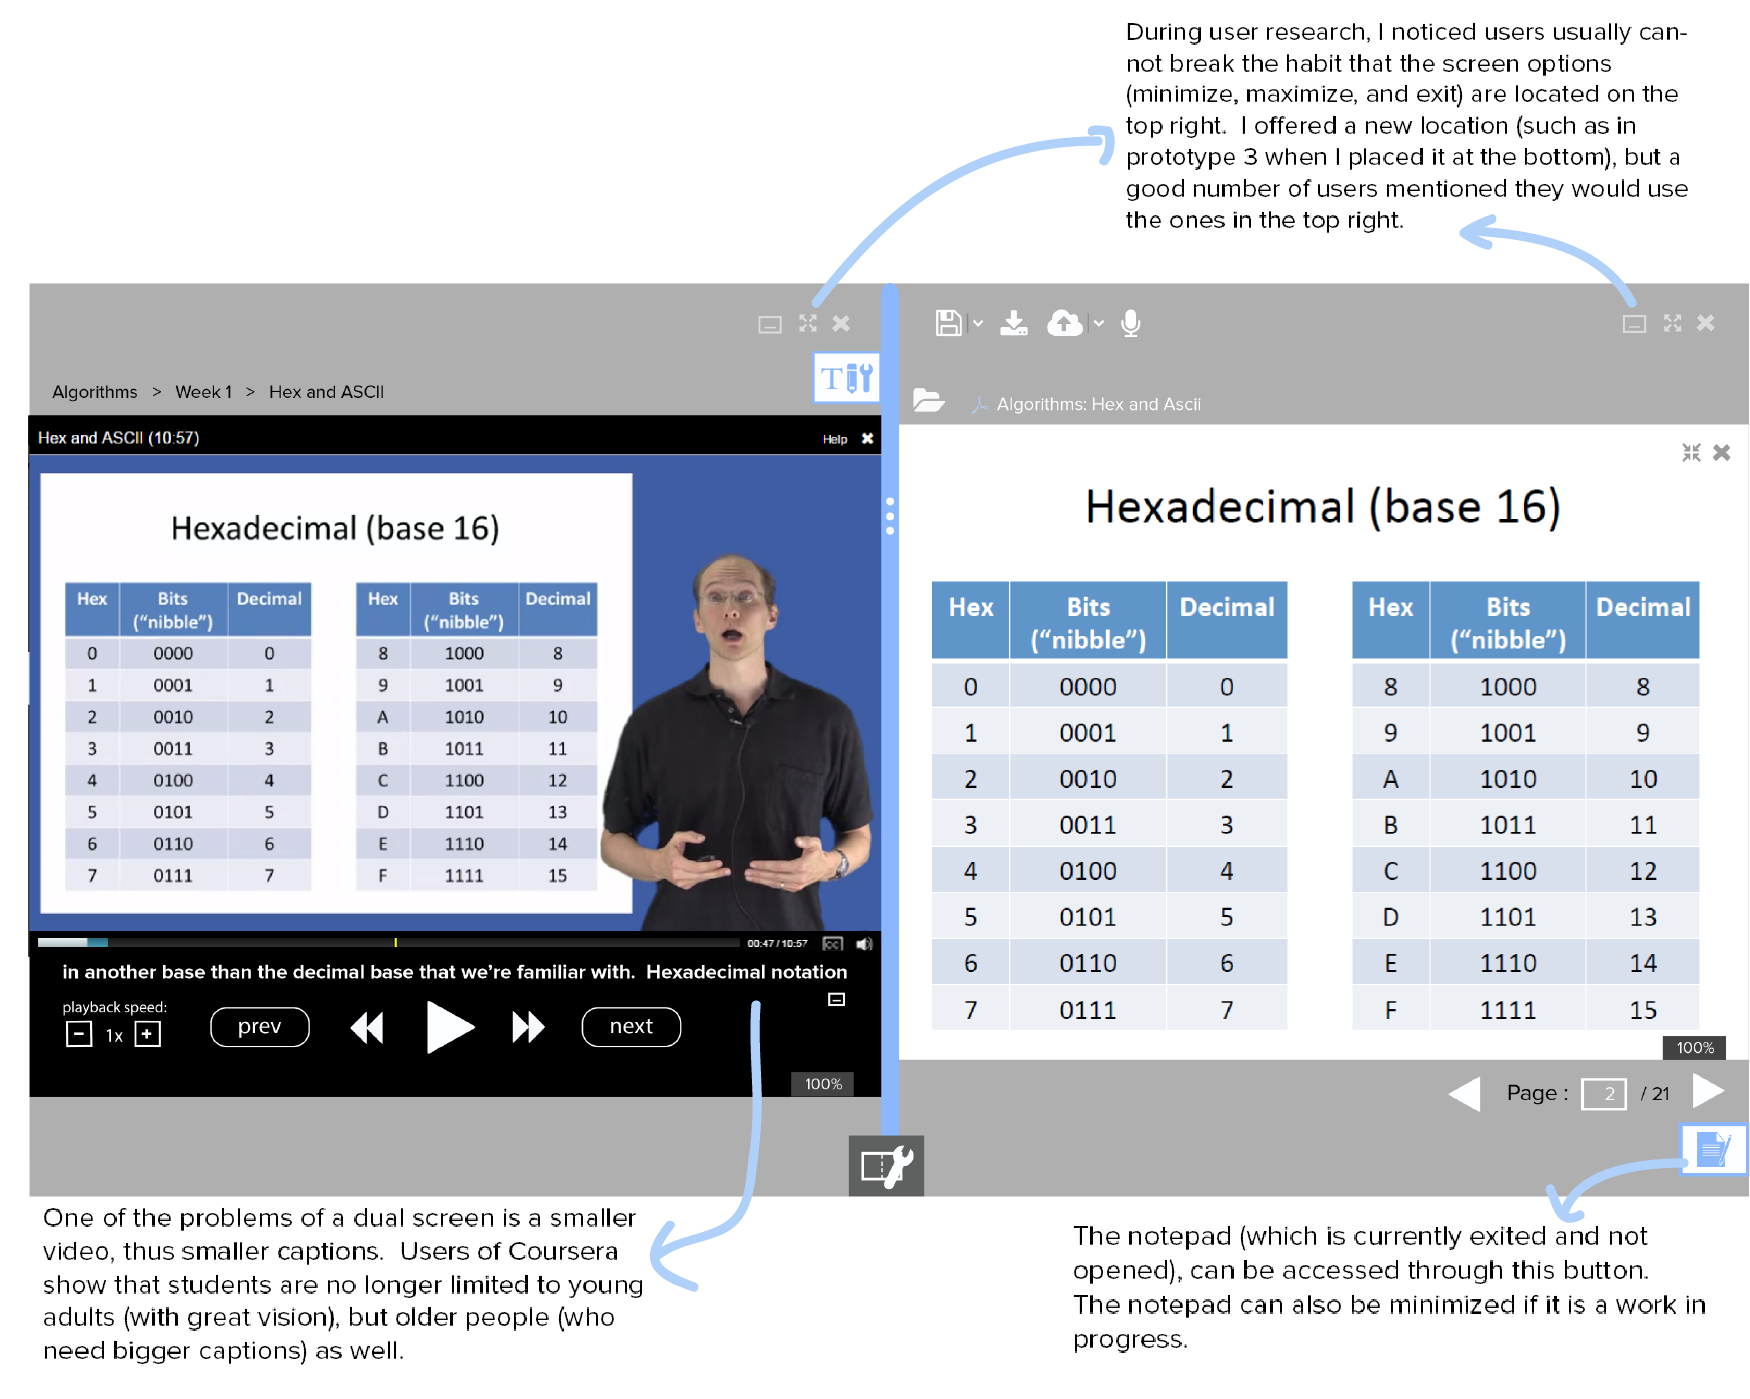 During user research, I noticed users usually can-
not break the habit that the screen options
(minimize, maximize, and exit) are located on the
top right.  I offered a new location (such as in
prototype 3 when I placed it at the bottom), but a
good number of users mentioned they would use
the ones in the top right.
Algorithms > Week 1 > Hex and ASCII
T
Algorithms: Hex and Ascii
Hex and ASCII (10:57) Help
Hexadecimal (base 16)
Hex Bits Decimal Hex Bits Decimal
("nibble") ("nibble")
0 0000 0 8 1000 8
1 0001 1 9 1001 9
2 0010 2 A 1010 10
3 0011 3 B 1011 11
4 0100 4 C 1100 12
5 0101 5 D 1101 13
6 0110 6 E 1110 14
7 0111 7 F 1111 15
00:47 / 10:57 CC
in another base than the decimal base that we're familiar with.  Hexadecimal notation
playback speed:
1x prev next
100%
Hexadecimal (base 16)
Hex Bits Decimal Hex Bits Decimal
("nibble") ("nibble")
0 0000 0 8 1000 8
1 0001 1 9 1001 9
2 0010 2 A 1010 10
3 0011 3 B 1011 11
4 0100 4 C 1100 12
5 0101 5 D 1101 13
6 0110 6 E 1110 14
7 0111 7 F 1111 15
100%
Page : 2 / 21
One of the problems of a dual screen is a smaller
video, thus smaller captions.  Users of Coursera
show that students are no longer limited to young
adults (with great vision), but older people (who
need bigger captions) as well.
The notepad (which is currently exited and not
opened), can be accessed through this button.
The notepad can also be minimized if it is a work in
progress.